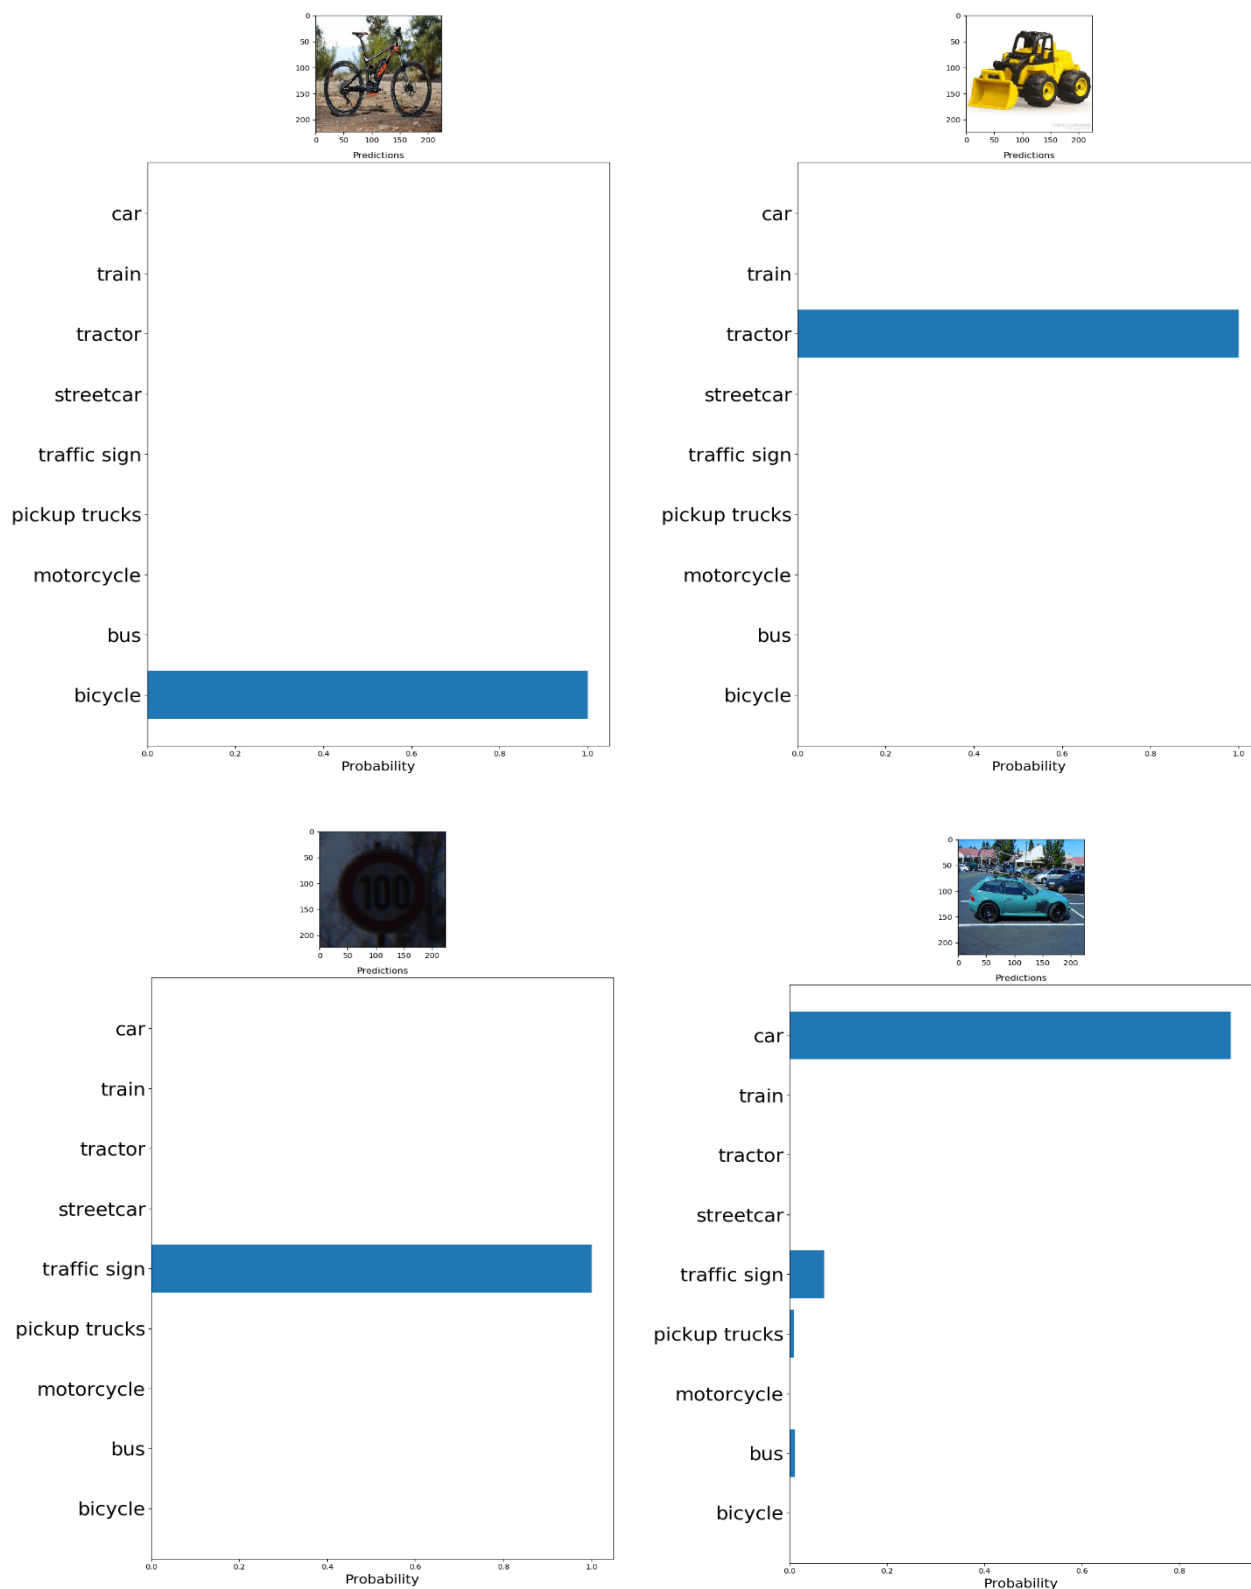 0
50
100
150
200
0 50 100 150 200
Predictions
car
train
tractor
streetcar
traffic sign
pickup trucks
motorcycle
bus
bicycle
0.0 0.2 0.4 0.6 0.8 1.0
Probability
0
50
100
150
200
0 50 100 150 200
Predictions
car
train
tractor
streetcar
traffic sign
pickup trucks
motorcycle
bus
bicycle
0.0 0.2 0.4 0.6 0.8 1.0
Probability
0
50
100
150
200
100
0 50 100 150 200
Predictions
car
train
tractor
streetcar
traffic sign
pickup trucks
motorcycle
bus
bicycle
0.0 0.2 0.4 0.6 0.8 1.0
Probability
0
50
100
150
200
0 50 100 150 200
Predictions
car
train
tractor
streetcar
traffic sign
pickup trucks
motorcycle
bus
bicycle
0.0 0.2 0.4 0.6 0.8
Probability